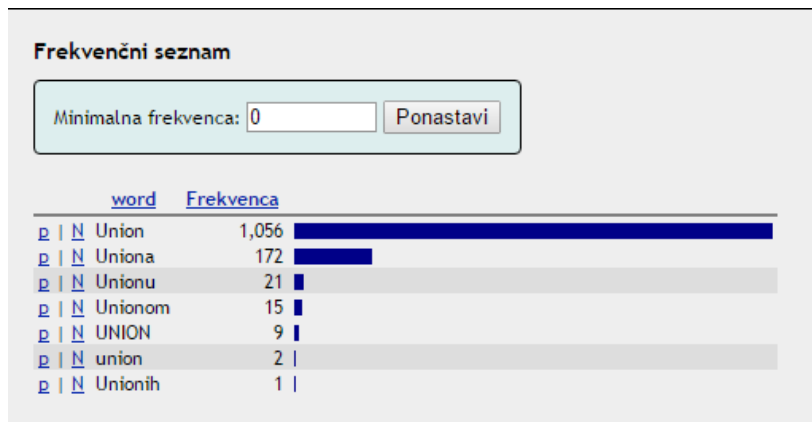 Frekvenčni seznam
Minimalna frekvenca: 0 Ponastavi
word Frekvenca
p | N Union 1,056
p | N Uniona 172
p | N Unionu 21
p | N Unionom 15
p | N UNION 9
p | N union 2
p | N Unionih 1